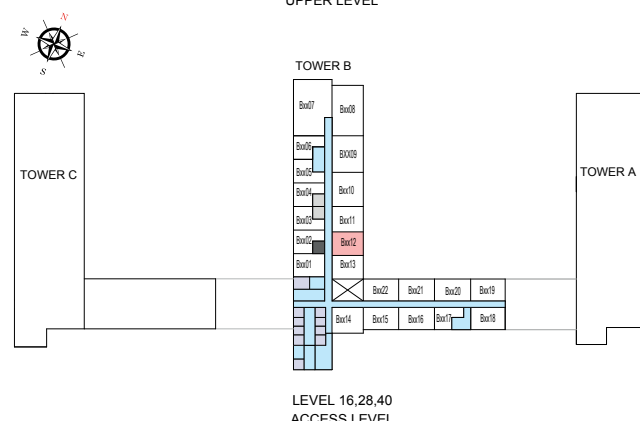 UPPER LEVEL
N
W
E
S
TOWER B
Bxx07
Bxx08
TOWER C
TOWER A
Bxx06
BXX09
Bxx05
Bxx04
Bxx10
Bxx03
Bxx11
Bxx02
Bxx12
Bxx01
Bxx13
Bxx22
Bxx21
Bxx20
Bxx19
Bxx14
Bxx15
Bxx16
Bxx17
Bxx18
LEVEL 16,28,40
ACCESS LEVEL